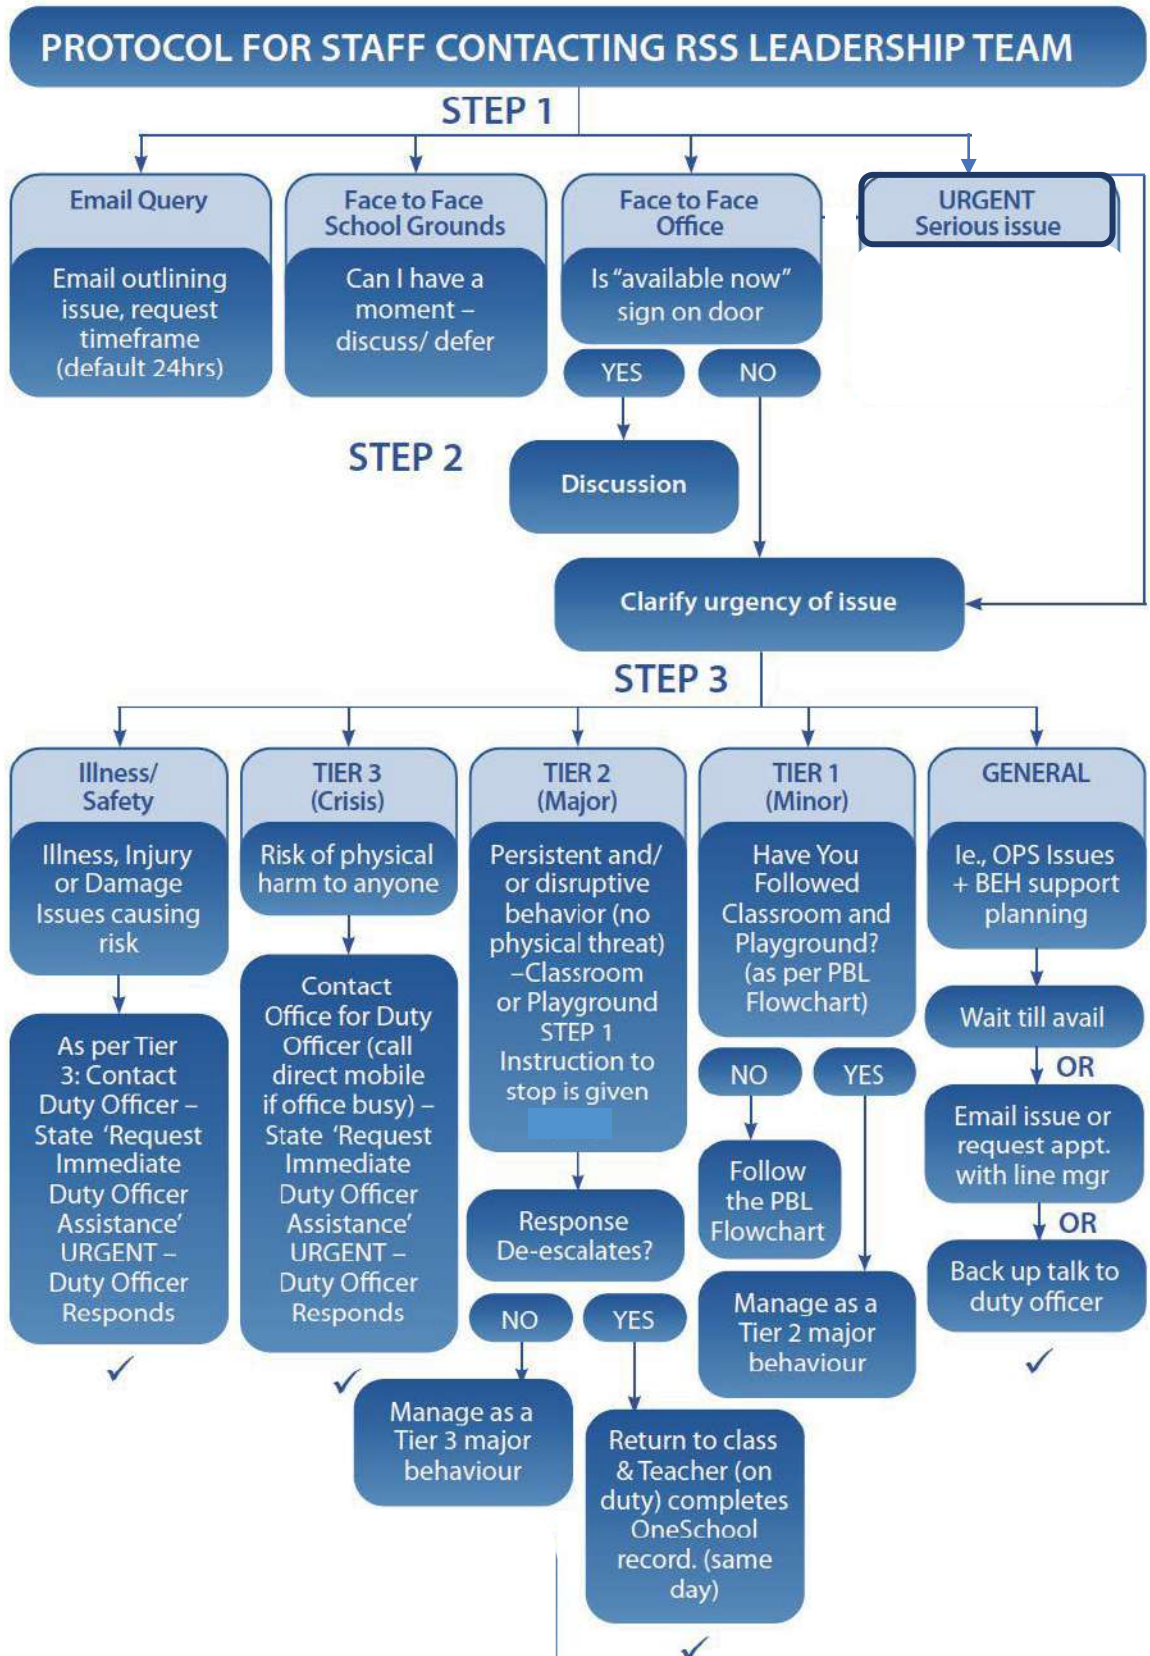 PROTOCOL FOR STAFF CONTACTING RSS LEADERSHIP TEAM
STEP 1
Email Query
Email outlining
issue, request
timeframe
(default 24hrs)
Face to Face
School Grounds
Can I have a
moment –
discuss/ defer
Face to Face
Office
Is “available now”
sign on door
YES
NO
URGENT
Serious issue
STEP 2
Discussion
Clarify urgency of issue
STEP 3
Illness/
Safety
Illness, Injury
or Damage
Issues causing
risk
As per Tier
3: Contact
Duty Officer –
State ‘Request
Immediate
Duty Officer
Assistance’
URGENT –
Duty Officer
Responds
TIER 3
(Crisis)
Risk of physical
harm to anyone
Contact
Office for Duty
Officer (call
direct mobile
if office busy) –
State ‘Request
Immediate
Duty Officer
Assistance’
URGENT –
Duty Officer
Responds
TIER 2
(Major)
Persistent and/
or disruptive
behavior (no
physical threat)
–Classroom
or Playground
STEP 1
Instruction to
stop is given
Response
De-escalates?
NO
YES
Manage as a
Tier 3 major
behaviour
Return to class
& Teacher (on
duty) completes
OneSchool
record. (same
day)
TIER 1
(Minor)
Have You
Followed
Classroom and
Playground?
(as per PBL
Flowchart)
NO
YES
Follow
the PBL
Flowchart
Manage as a
Tier 2 major
behaviour
GENERAL
Ie., OPS Issues
+ BEH support
planning
Wait till avail
OR
Email issue or
request appt.
with line mgr
OR
Back up talk to
duty officer